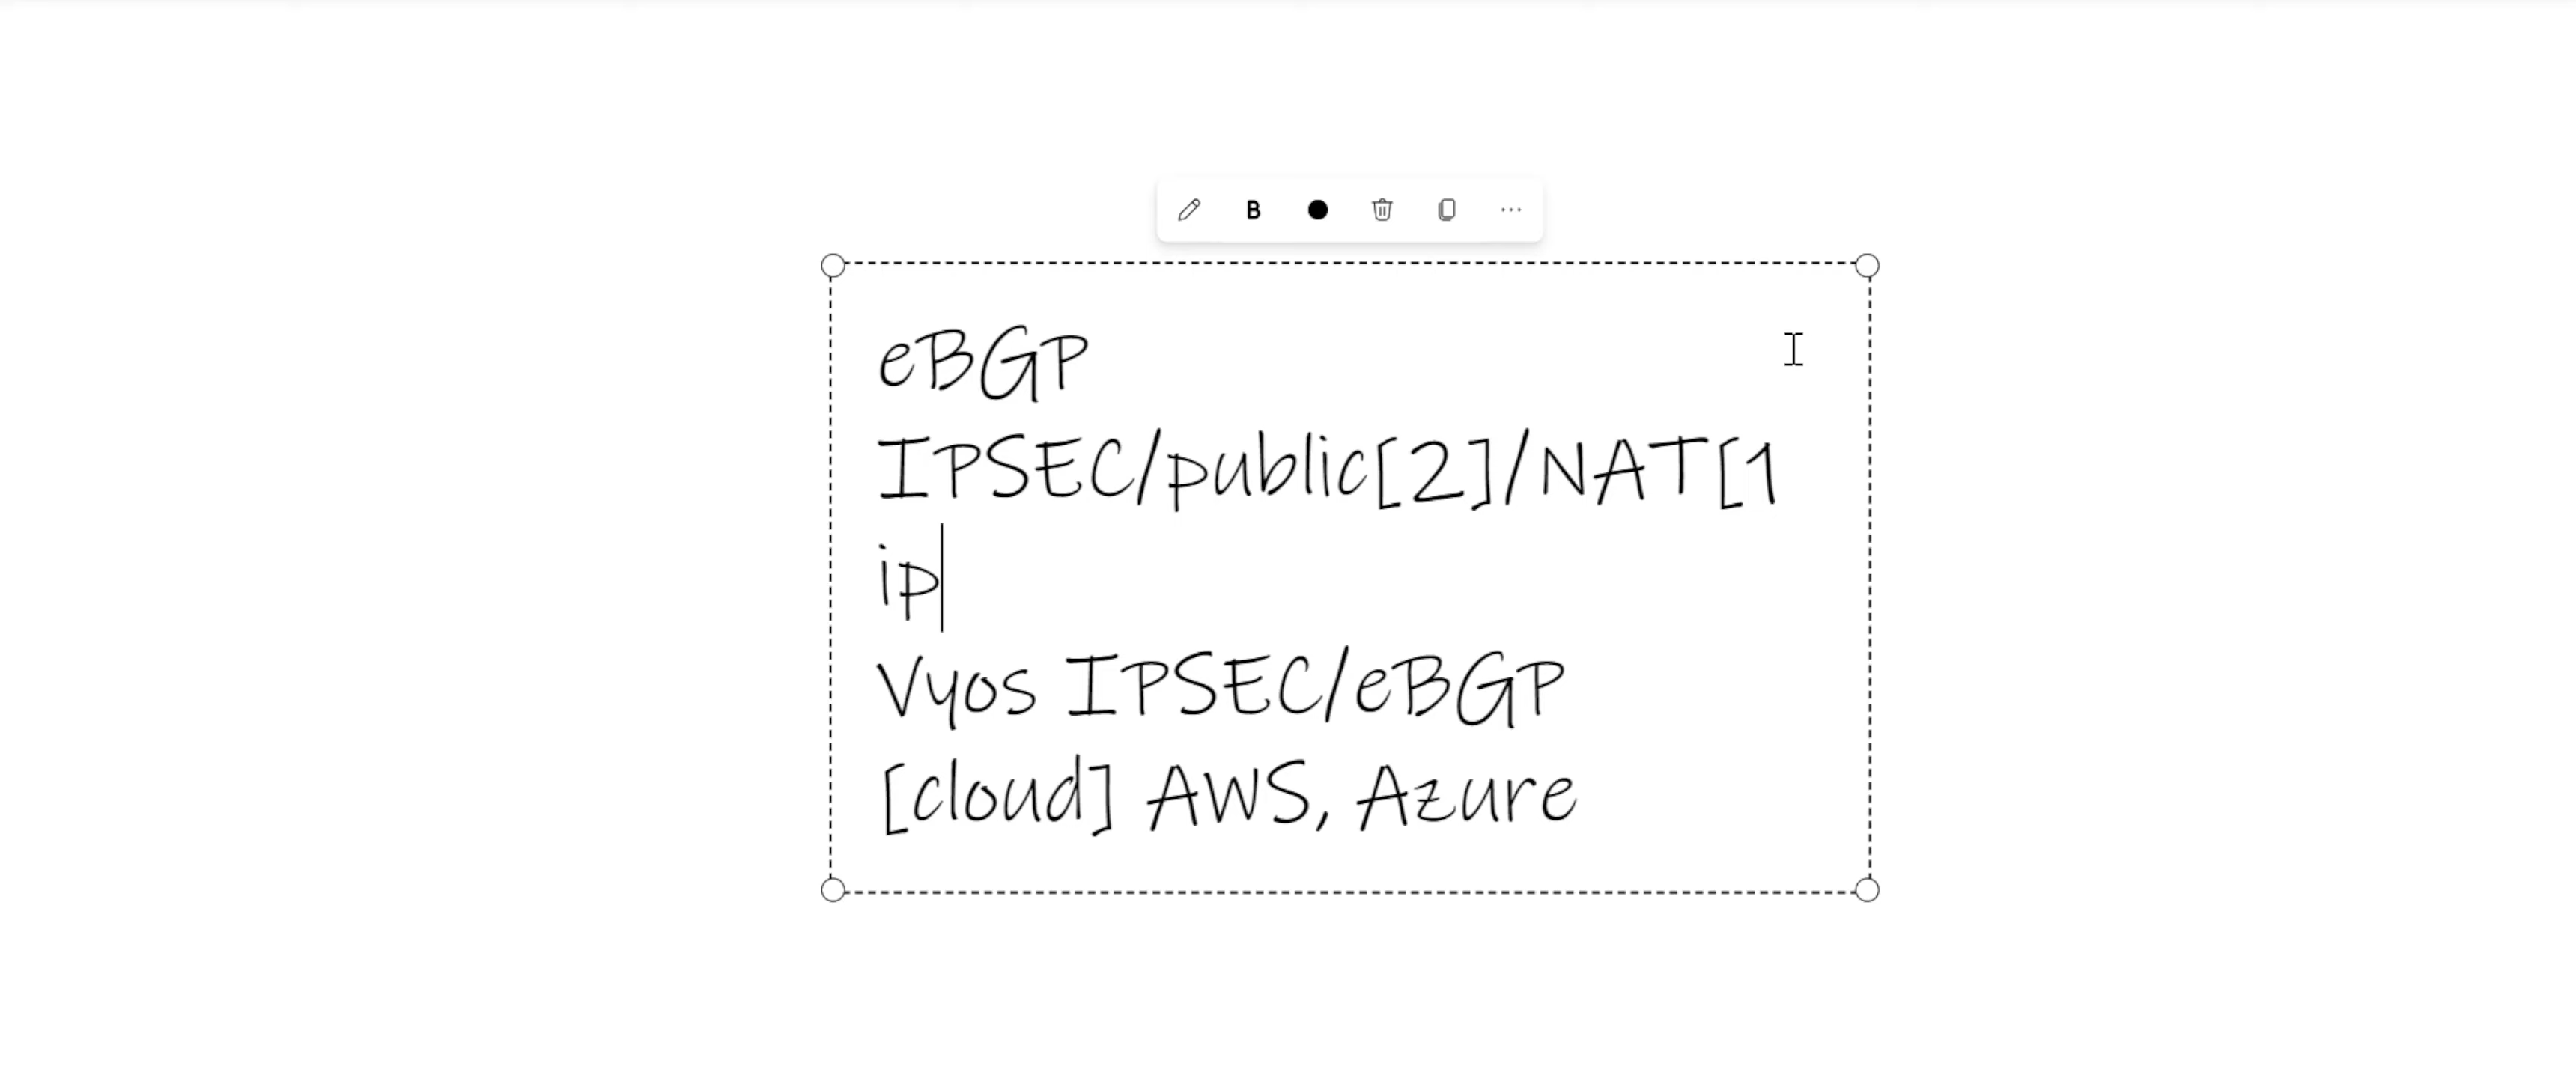 B
eBGP
IPSEC/public[2]/NAT[1
ip
Vyos IPSEC/eBGP
[cloud] AWS, Azure